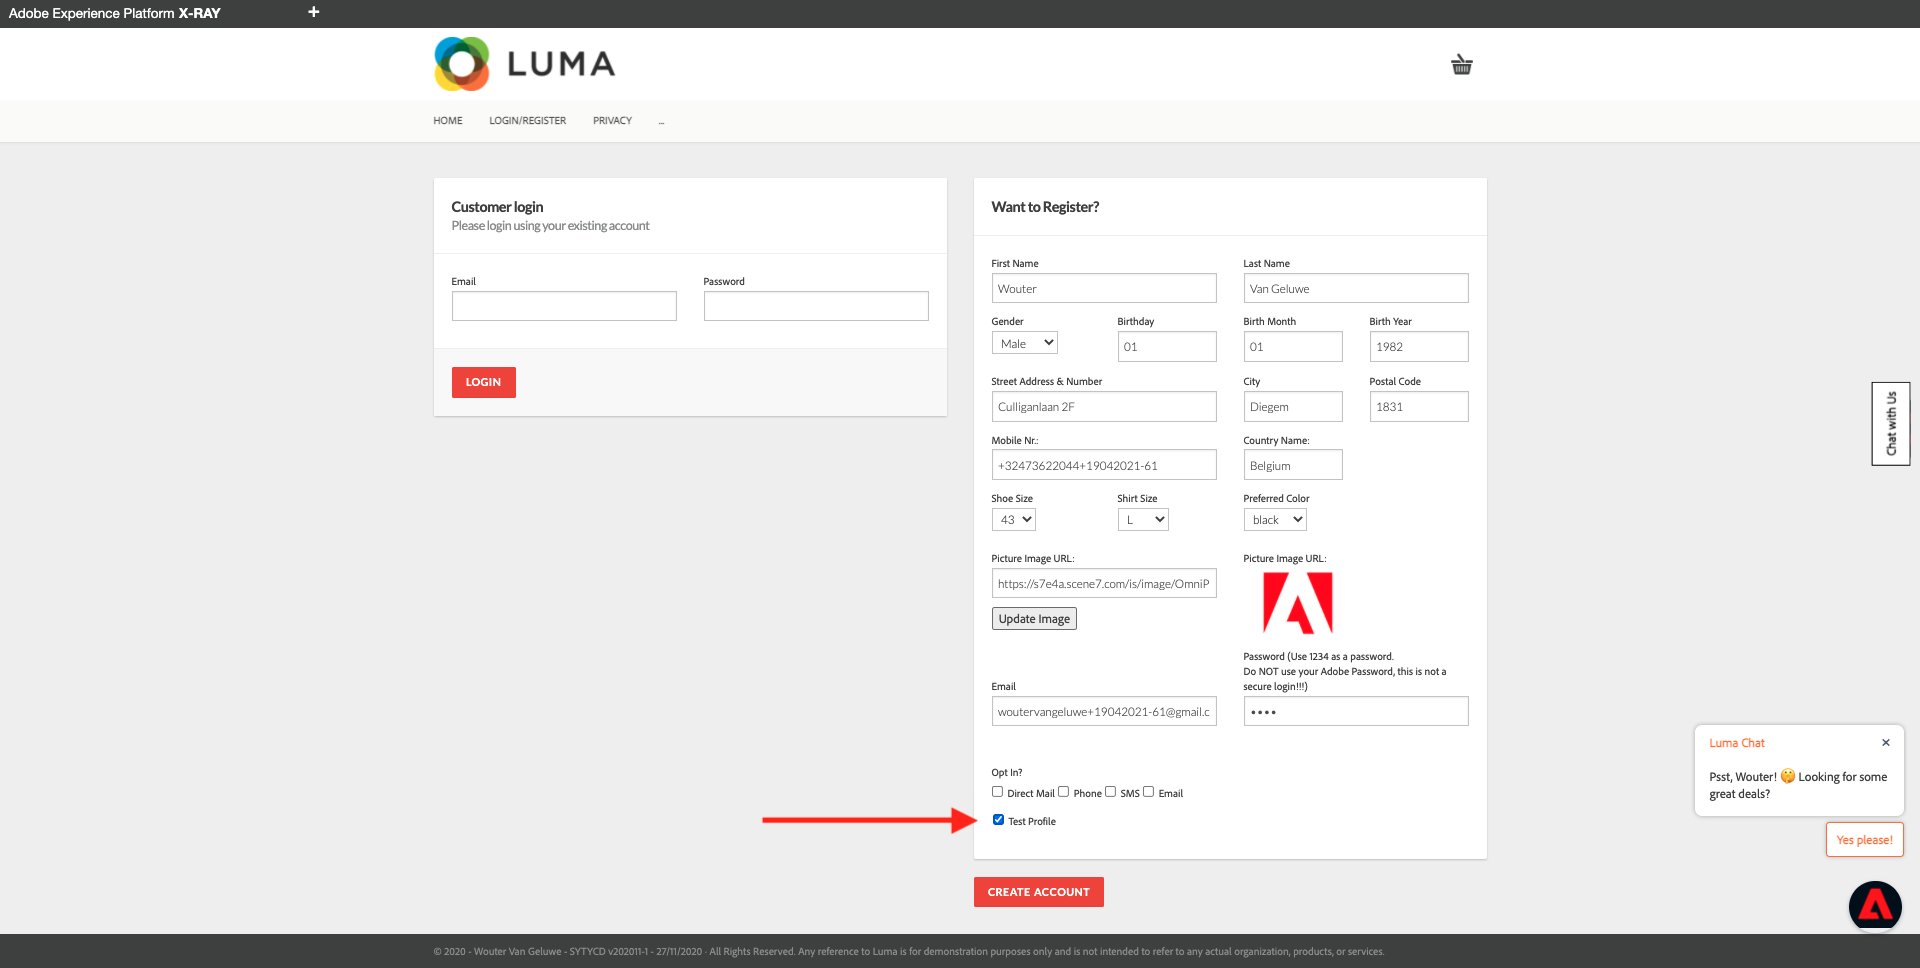 Adobe Experience Platform X-RAY +
LUMA
HOME LOGIN/REGISTER PRIVACY ...
Customer login
Please login using your existing account
Email Password
LOGIN
Want to Register?
First Name Last Name
Wouter Van Geluwe
Gender Birthday Birth Month Birth Year
Male 01 01 1982
Street Address & Number City Postal Code
Culliganlaan 2F Diegem 1831
Mobile Nr.: Country Name:
+32473622044+19042021-61 Belgium
Shoe Size Shirt Size Preferred Color
43 L black
Picture Image URL: Picture Image URL:
https://s7e4a.scene7.com/is/image/OmniP
Update Image
Password (Use 1234 as a password.
Do NOT use your Adobe Password, this is not a
secure login!!!)
Email
woutervangeluwe+19042021-61@gmail.c ••••
Opt In?
Direct Mail Phone SMS Email
Test Profile
CREATE ACCOUNT
Chat with Us
Luma Chat ×
Psst, Wouter! 🤫 Looking for some
great deals?
Yes please!
© 2020 - Wouter Van Geluwe - SYTYCD v202011-1 - 27/11/2020 - All Rights Reserved. Any reference to Luma is for demonstration purposes only and is not intended to refer to any actual organization, products, or services.